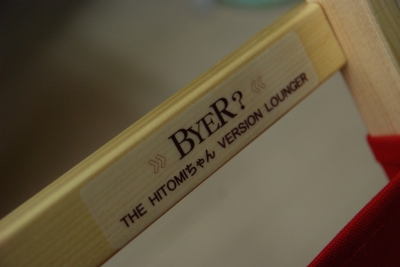 » BYER? «
THE HITOMIちゃん VERSION LOUNGER